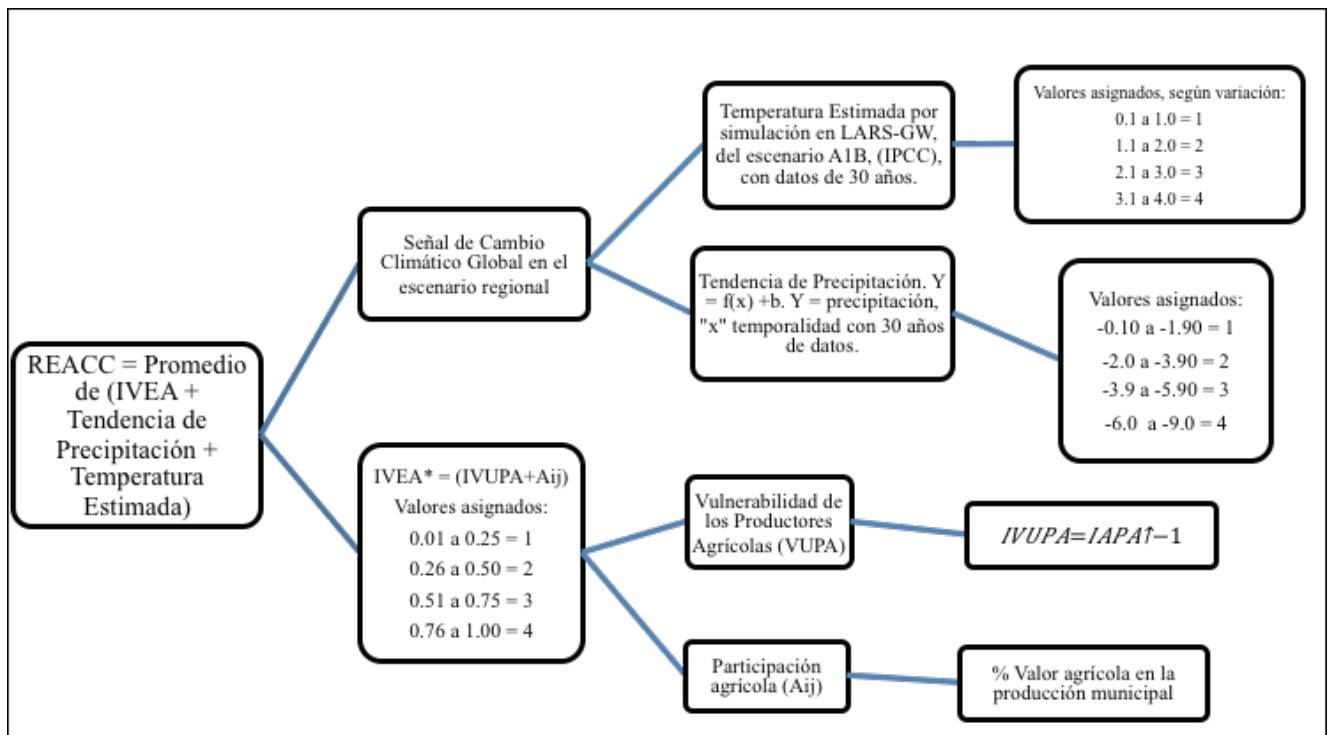 REACC = Promedio
de (IVEA +
Tendencia de
Precipitación +
Temperatura
Estimada)
Señal de Cambio
Climático Global en el
escenario regional
Temperatura Estimada por
simulación en LARS-GW,
del escenario A1B, (IPCC),
con datos de 30 años.
Valores asignados, según variación:
0.1 a 1.0 = 1
1.1 a 2.0 = 2
2.1 a 3.0 = 3
3.1 a 4.0 = 4
Tendencia de Precipitación. Y
= f(x) +b. Y = precipitación,
"x" temporalidad con 30 años
de datos.
Valores asignados:
-0.10 a -1.90 = 1
-2.0 a -3.90 = 2
-3.9 a -5.90 = 3
-6.0 a -9.0 = 4
IVEA* = (IVUPA+Aij)
Valores asignados:
0.01 a 0.25 = 1
0.26 a 0.50 = 2
0.51 a 0.75 = 3
0.76 a 1.00 = 4
Vulnerabilidad de
los Productores
Agrícolas (VUPA)
IVUPA=IAPA↑−1
Participación
agrícola (Aij)
% Valor agrícola en la
producción municipal